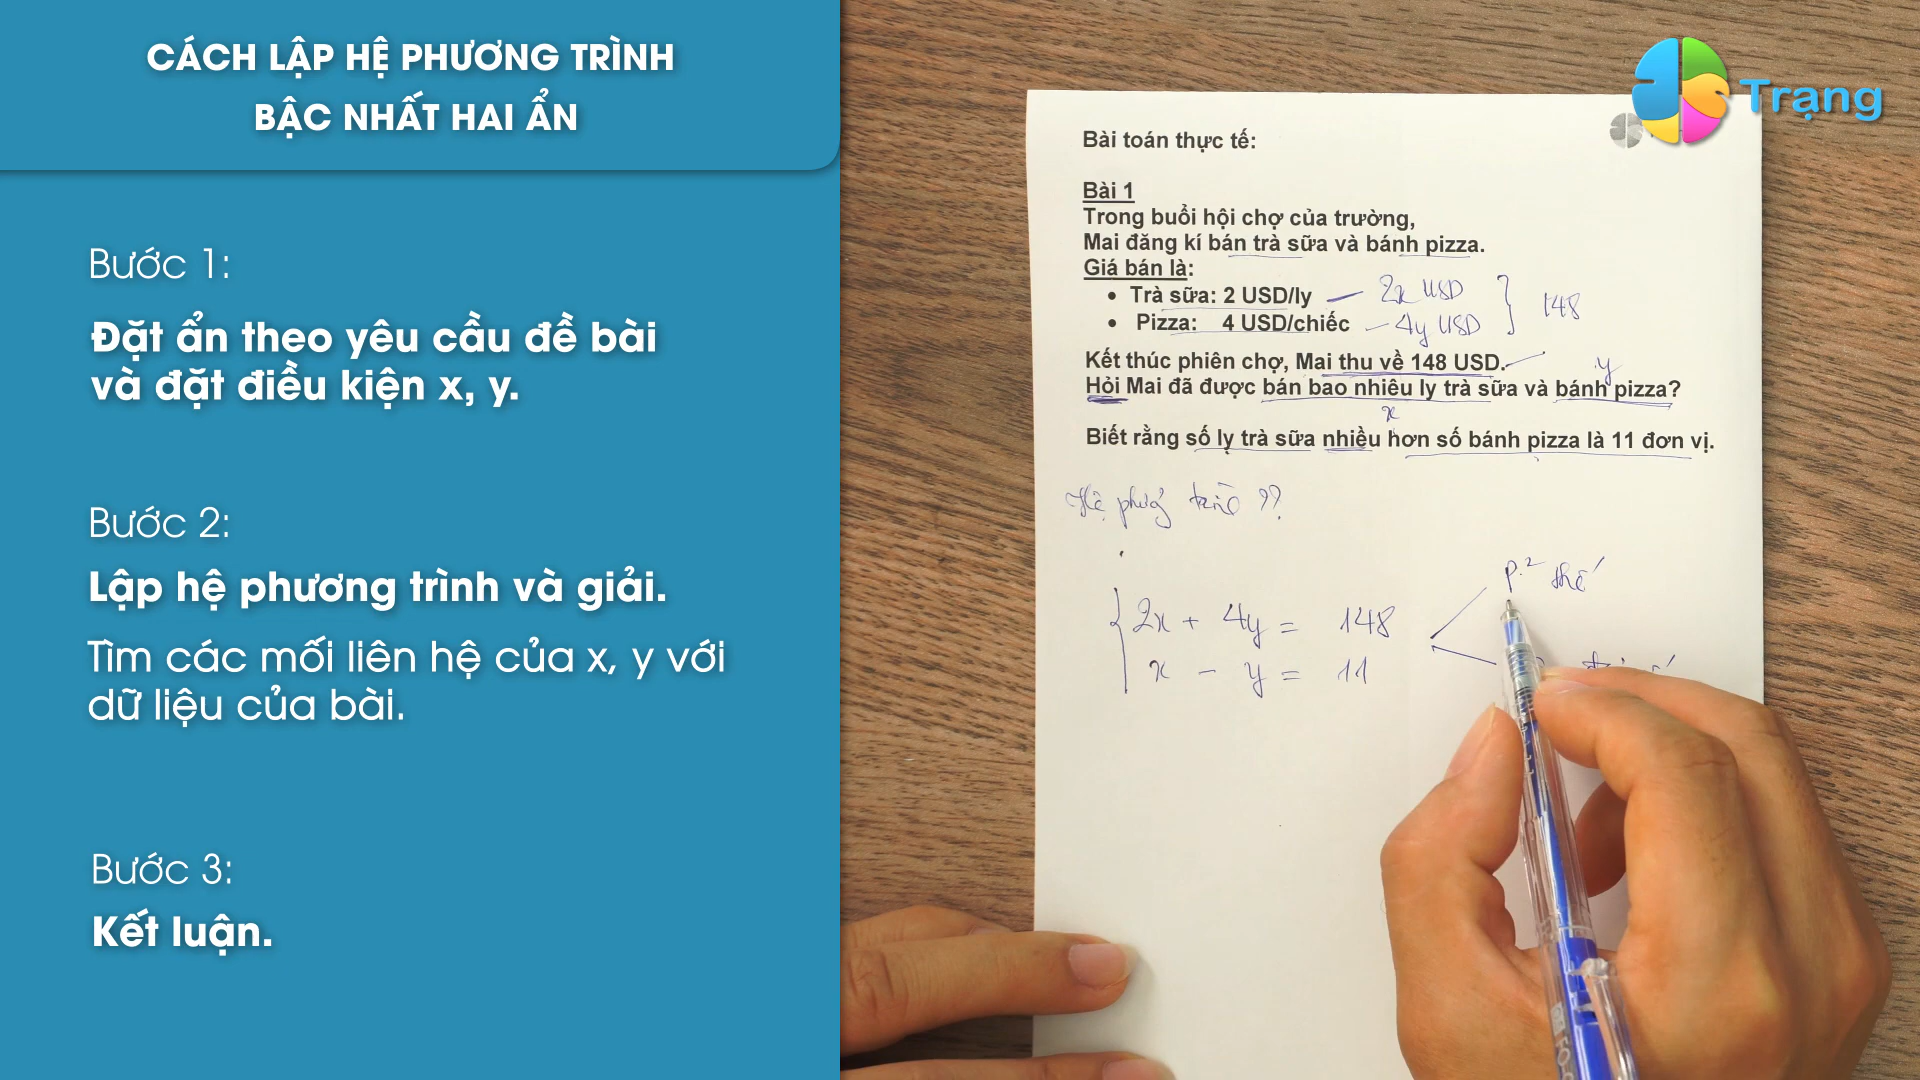 CÁCH LẬP HỆ PHƯƠNG TRÌNH
BẬC NHẤT HAI ẨN
Bước 1:
Đặt ẩn theo yêu cầu đề bài
và đặt điều kiện x, y.
Bước 2:
Lập hệ phương trình và giải.
Tìm các mối liên hệ của x, y với
dữ liệu của bài.
Bước 3:
Kết luận.
Trạng
Bài toán thực tế:
Bài 1
Trong buổi hội chợ của trường,
Mai đăng kí bán trà sữa và bánh pizza.
Giá bán là:
• Trà sữa: 2 USD/ly — 2x USD
• Pizza: 4 USD/chiếc — 4y USD
148
Kết thúc phiên chợ, Mai thu về 148 USD.
y
Hỏi Mai đã được bán bao nhiêu ly trà sữa và bánh pizza?
x
Biết rằng số ly trà sữa nhiều hơn số bánh pizza là 11 đơn vị.
Hệ ??
2x + 4y = 148
x - y = 11
P.² thế